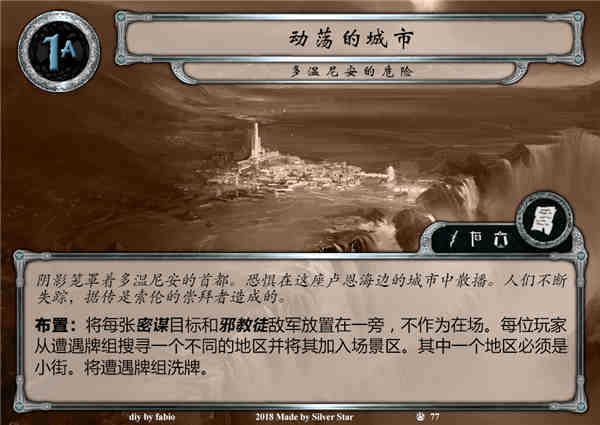 1A
动荡的城市
多温尼安的危险
阴影笼罩着多温尼安的首都。恐惧在这座卢恩海边的城市中散播。人们不断
失踪，据传是索伦的崇拜者造成的。
布置：将每张密谋目标和邪教徒敌军放置在一旁，不作为在场。每位玩家
从遭遇牌组搜寻一个不同的地区并将其加入场景区。其中一个地区必须是
小街。将遭遇牌组洗牌。
diy by fabio 2018 Made by Silver Star 77